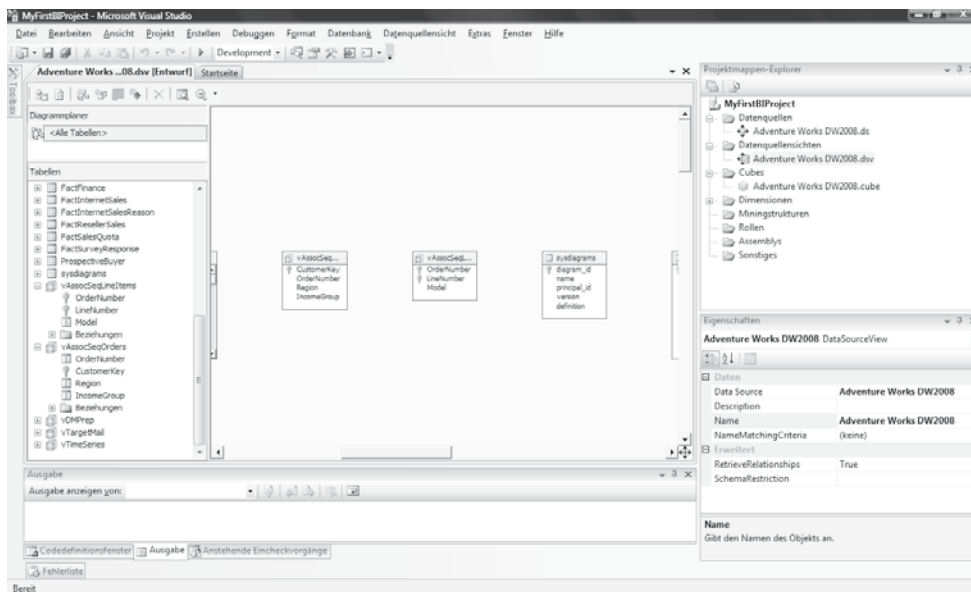 MyFirstBIProject - Microsoft Visual Studio
Datei Bearbeiten Ansicht Projekt Erstellen Debuggen Format Datenbank Datenquellensicht Extras Fenster Hilfe
Development
Toolbox
Adventure Works ...08.dsv [Entwurf] Startseite
Diagrammplaner
<Alle Tabellen>
Tabellen
FactFinance
FactInternetSales
FactInternetSalesReason
FactResellerSales
FactSalesQuota
FactSurveyResponse
ProspectiveBuyer
sysdiagrams
vAssocSeqLineItems
OrderNumber
LineNumber
Model
Beziehungen
vAssocSeqOrders
OrderNumber
CustomerKey
Region
IncomeGroup
Beziehungen
vDMPrep
vTargetMail
vTimeSeries
vAssocSeq...
CustomerKey
OrderNumber
Region
IncomeGroup
vAssocSeqL...
OrderNumber
LineNumber
Model
sysdiagrams
diagram_id
name
principal_id
version
definition
Ausgabe
Ausgabe anzeigen von:
Codedefinitionsfenster Ausgabe Anstehende Eincheckvorgänge
Fehlerliste
Bereit
Projektmappen-Explorer
MyFirstBIProject
Datenquellen
Adventure Works DW2008.ds
Datenquellensichten
Adventure Works DW2008.dsv
Cubes
Adventure Works DW2008.cube
Dimensionen
Miningstrukturen
Rollen
Assemblys
Sonstiges
Eigenschaften
Adventure Works DW2008 DataSourceView
Daten
Data Source Adventure Works DW2008
Description
Name Adventure Works DW2008
NameMatchingCriteria (keine)
Erweitert
RetrieveRelationships True
SchemaRestriction
Name
Gibt den Namen des Objekts an.